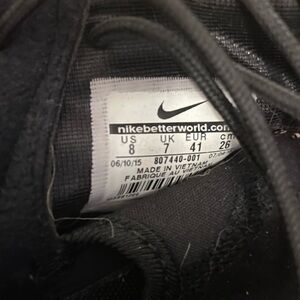 nikebetterworld.com
US UK EUR cm
8 7 41 26
06/10/15 807440-001
MADE IN VIETNAM
FABRIQUE AU